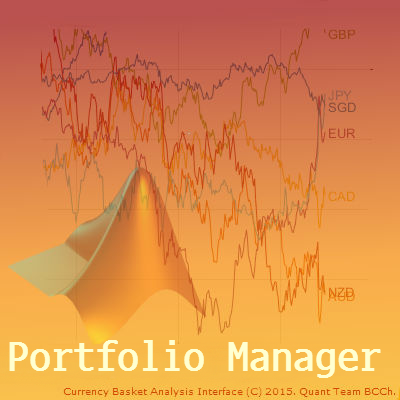 GBP
JPY
SGD
EUR
CAD
NZD
AUD
Portfolio Manager
Currency Basket Analysis Interface (C) 2015. Quant Team BCCh.